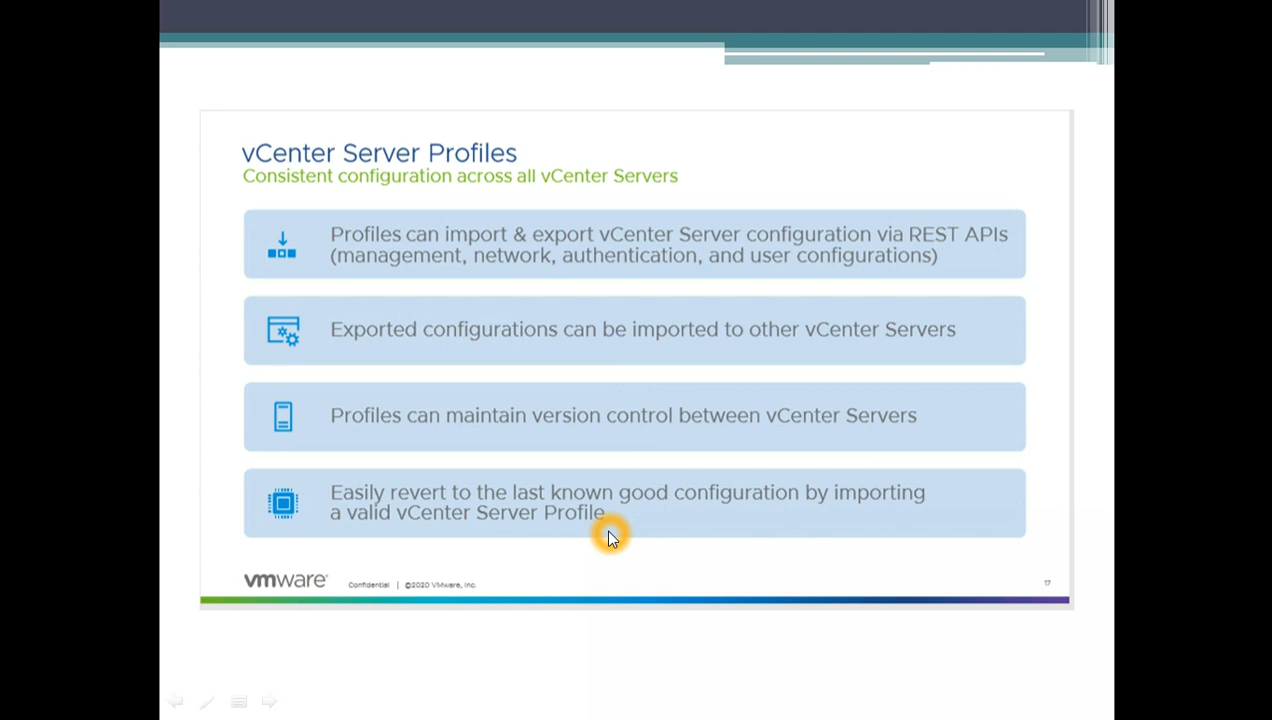 vCenter Server Profiles
Consistent configuration across all vCenter Servers
Profiles can import & export vCenter Server configuration via REST APIs
(management, network, authentication, and user configurations)
Exported configurations can be imported to other vCenter Servers
Profiles can maintain version control between vCenter Servers
Easily revert to the last known good configuration by importing
a valid vCenter Server Profile
vmware® Confidential | ©2020 VMware, Inc. 17